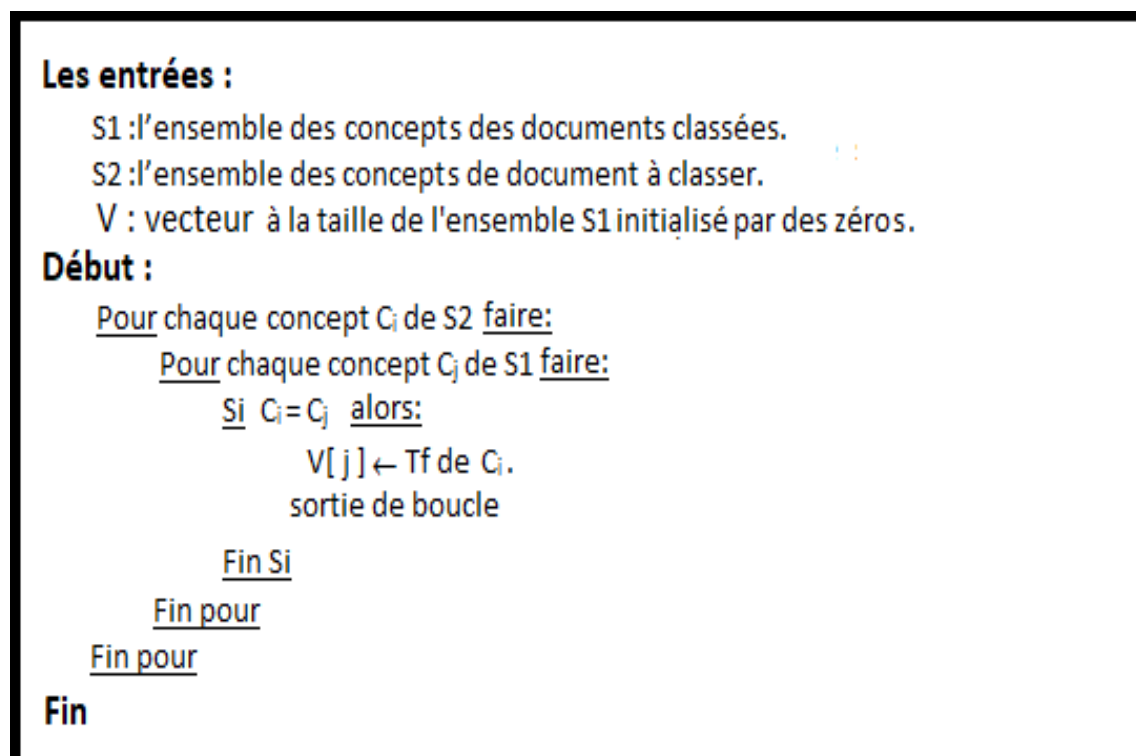 Les entrées :
S1 :l'ensemble des concepts des documents classées.
S2 :l'ensemble des concepts de document à classer.
V : vecteur à la taille de l'ensemble S1 initialisé par des zéros.
Début :
Pour chaque concept Ci de S2 faire:
Pour chaque concept Cj de S1 faire:
Si Ci = Cj alors:
V[ j ] ← Tf de Ci.
sortie de boucle
Fin Si
Fin pour
Fin pour
Fin